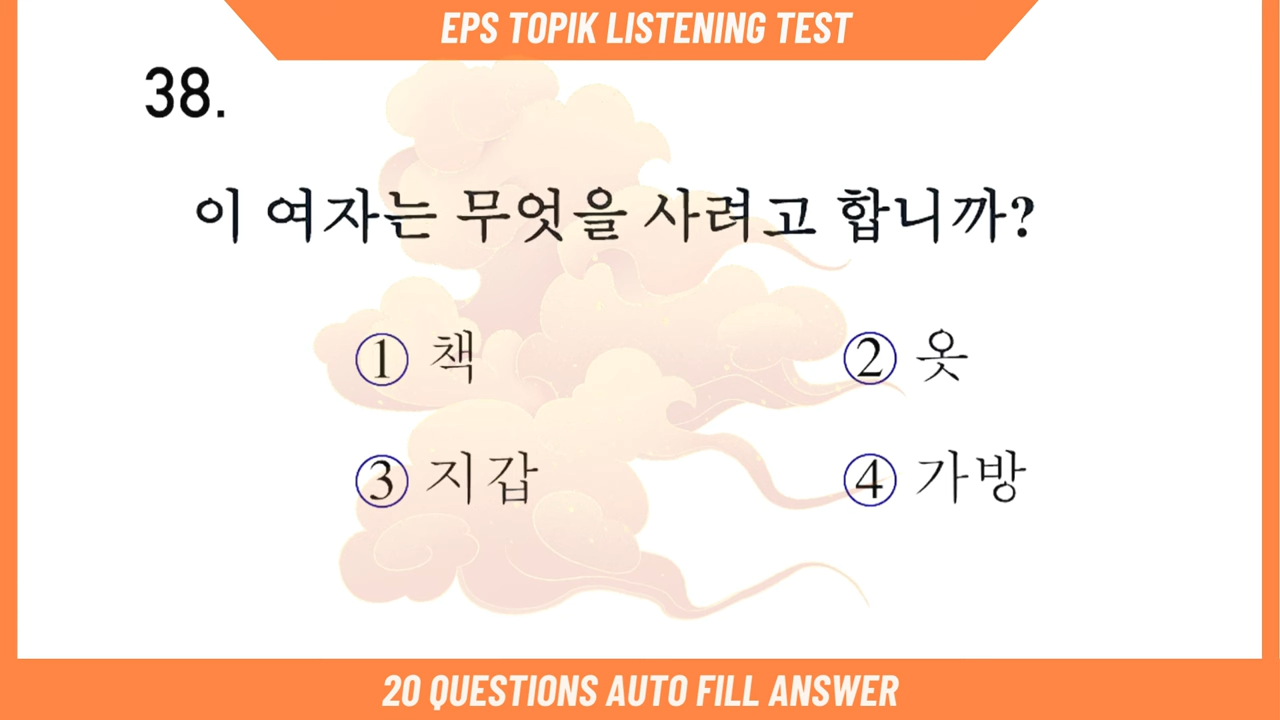 EPS TOPIK LISTENING TEST
38.
이 여자는 무엇을 사려고 합니까?
① 책 ② 옷
③ 지갑 ④ 가방
20 QUESTIONS AUTO FILL ANSWER